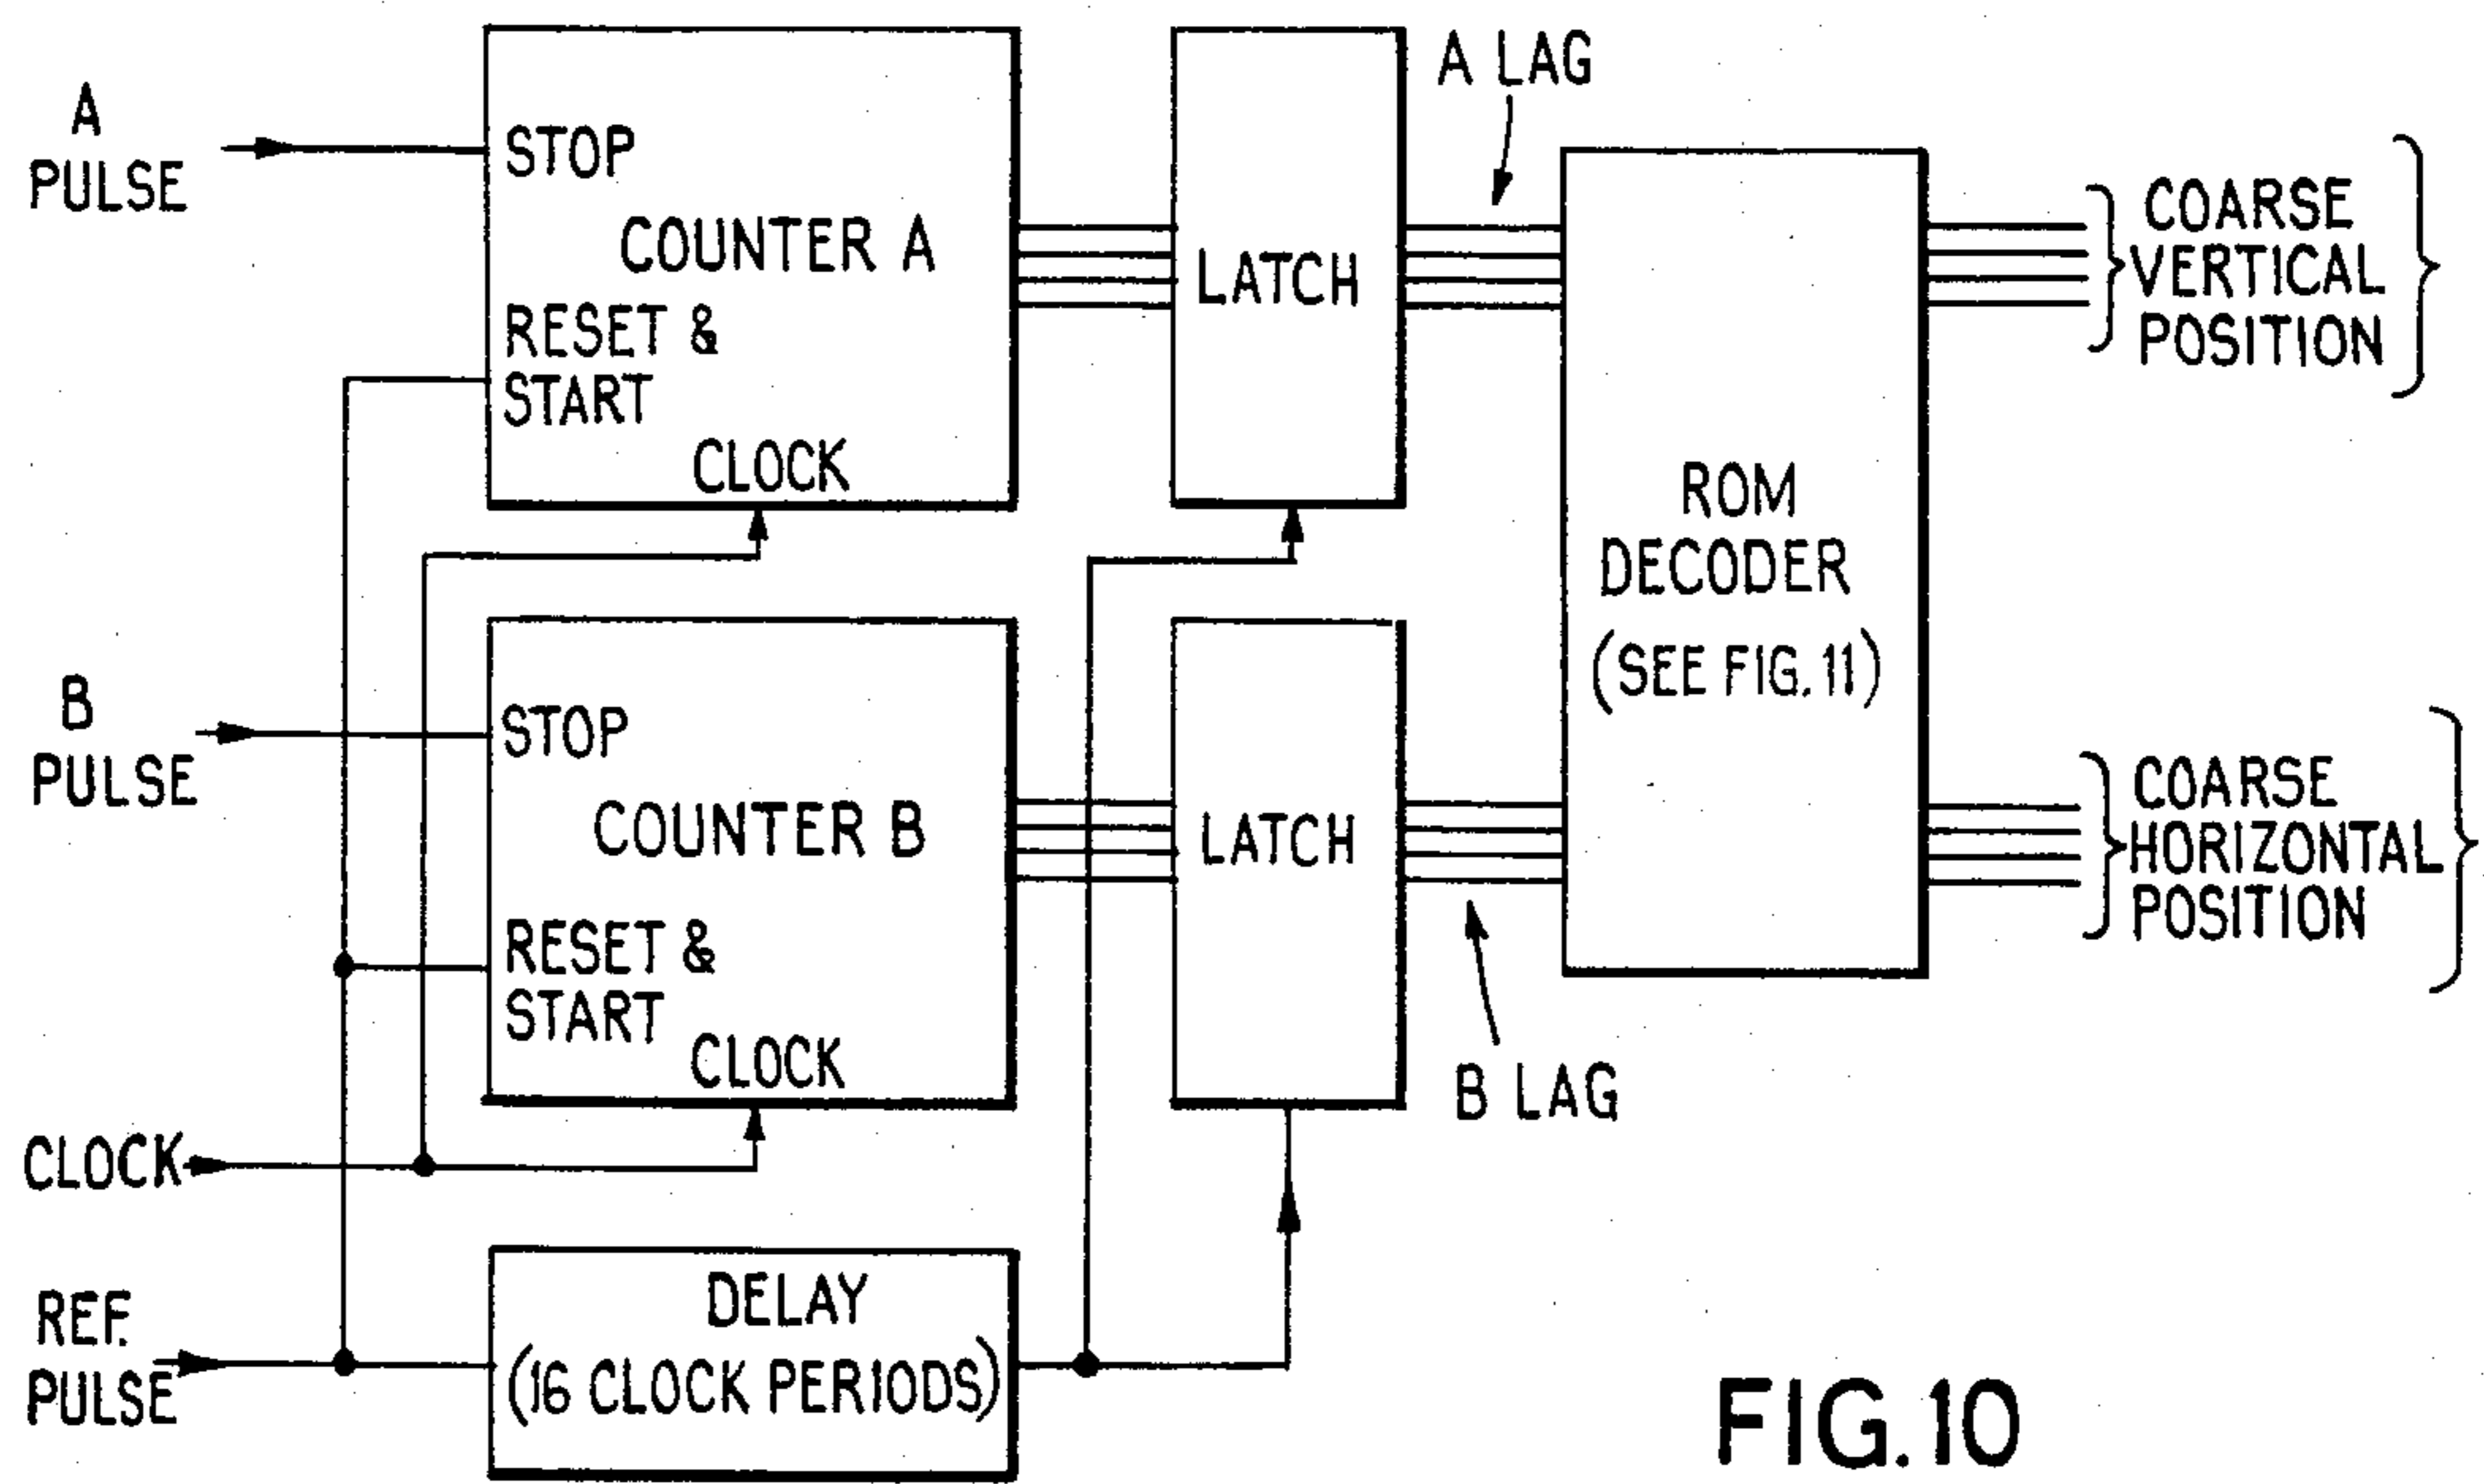 A
PULSE
STOP
COUNTER A
RESET &
START
CLOCK
LATCH
A LAG
ROM
DECODER
(SEE FIG. 11)
COARSE
VERTICAL
POSITION
B
PULSE
STOP
COUNTER B
RESET &
START
CLOCK
LATCH
B LAG
COARSE
HORIZONTAL
POSITION
CLOCK
REF.
PULSE
DELAY
(16 CLOCK PERIODS)
FIG.10